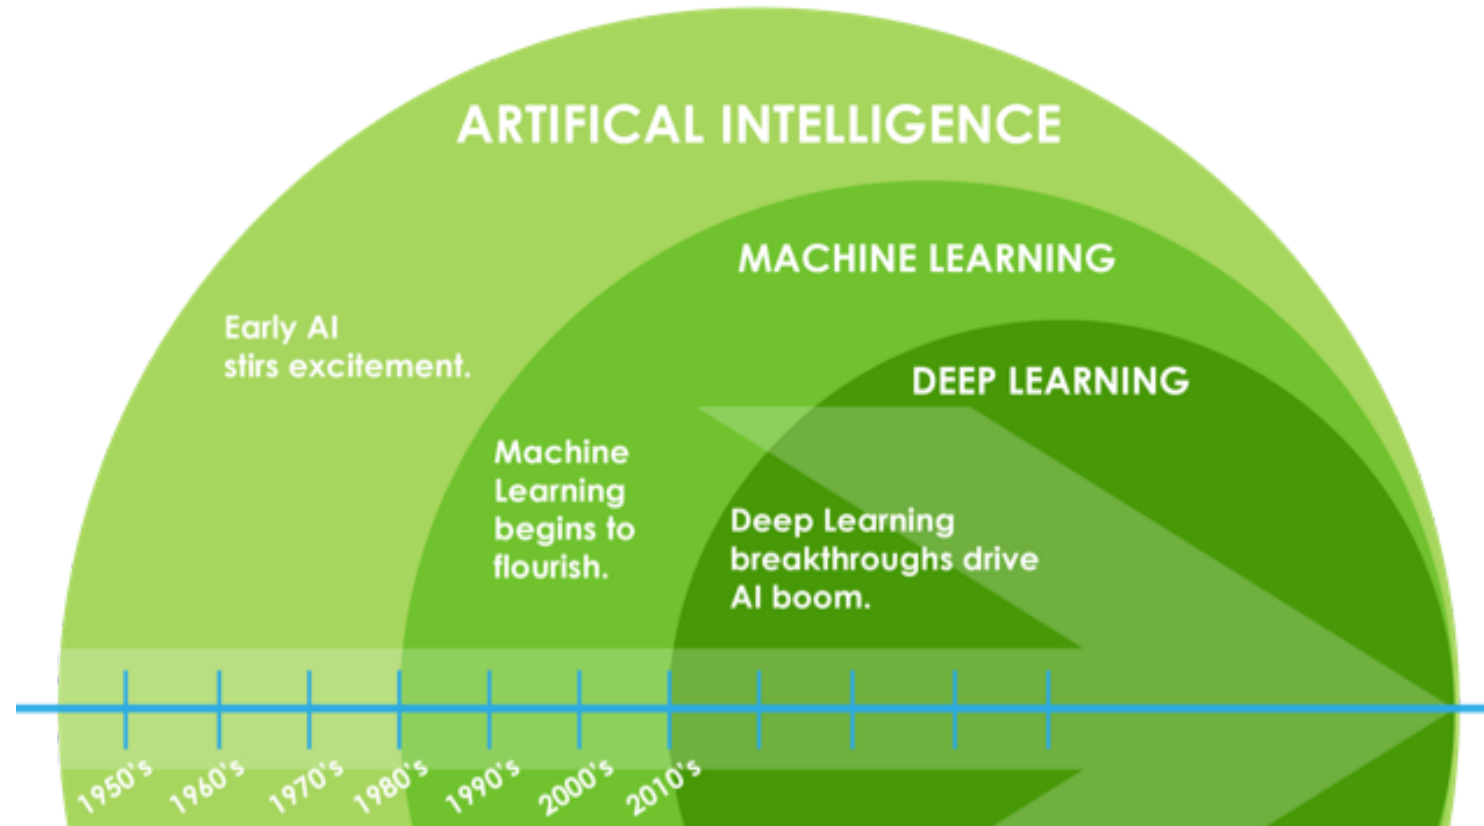 ARTIFICAL INTELLIGENCE
MACHINE LEARNING
Early AI
stirs excitement.
DEEP LEARNING
Machine
Learning
begins to
flourish.
Deep Learning
breakthroughs drive
AI boom.
1950's
1960's
1970's
1980's
1990's
2000's
2010's